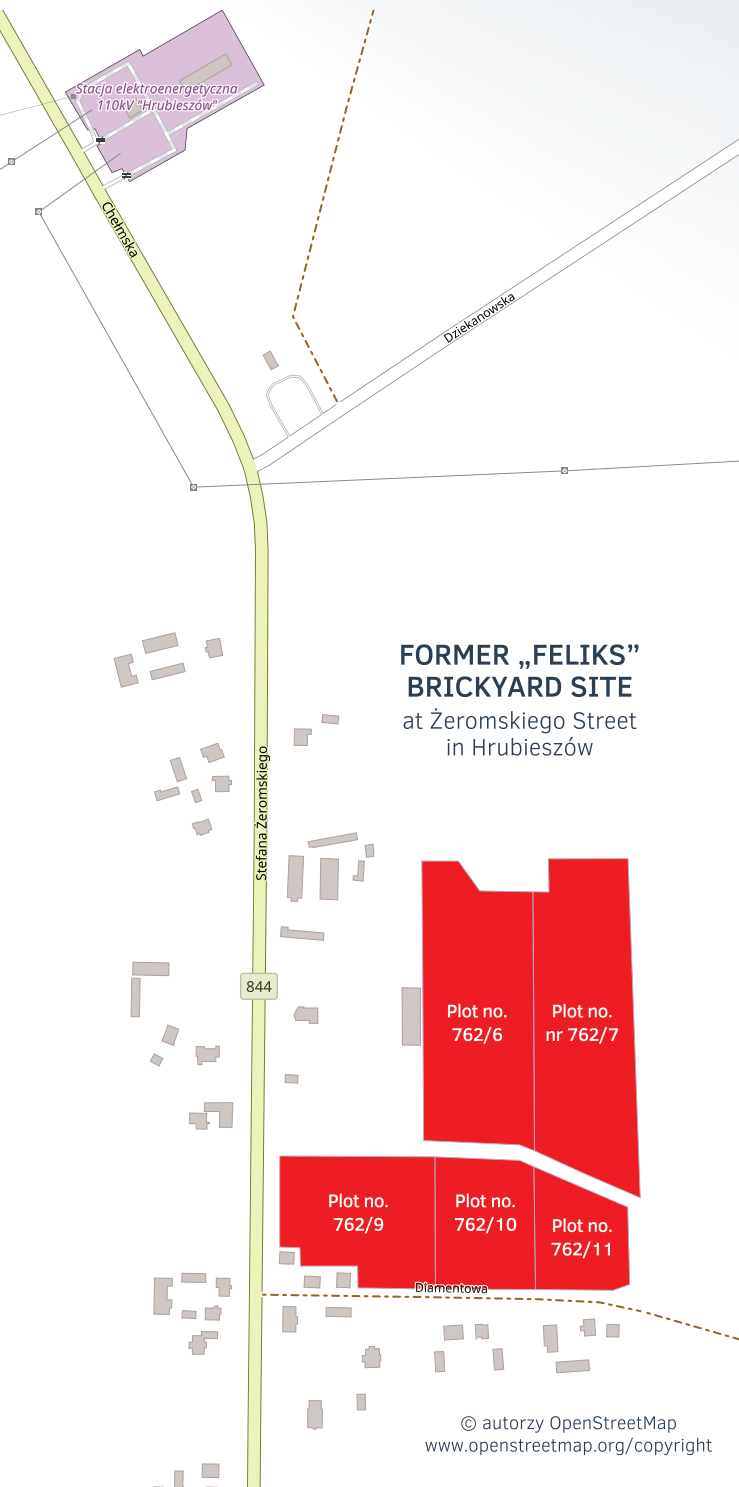 Stacja elektroenergetyczna
110kV "Hrubieszów"
Chełmska
Dziekanowska
FORMER „FELIKS”
BRICKYARD SITE
at Żeromskiego Street
in Hrubieszów
Stefana Żeromskiego
844
Plot no.
762/6
Plot no.
nr 762/7
Plot no.
762/9
Plot no.
762/10
Plot no.
762/11
Diamentowa
© autorzy OpenStreetMap
www.openstreetmap.org/copyright